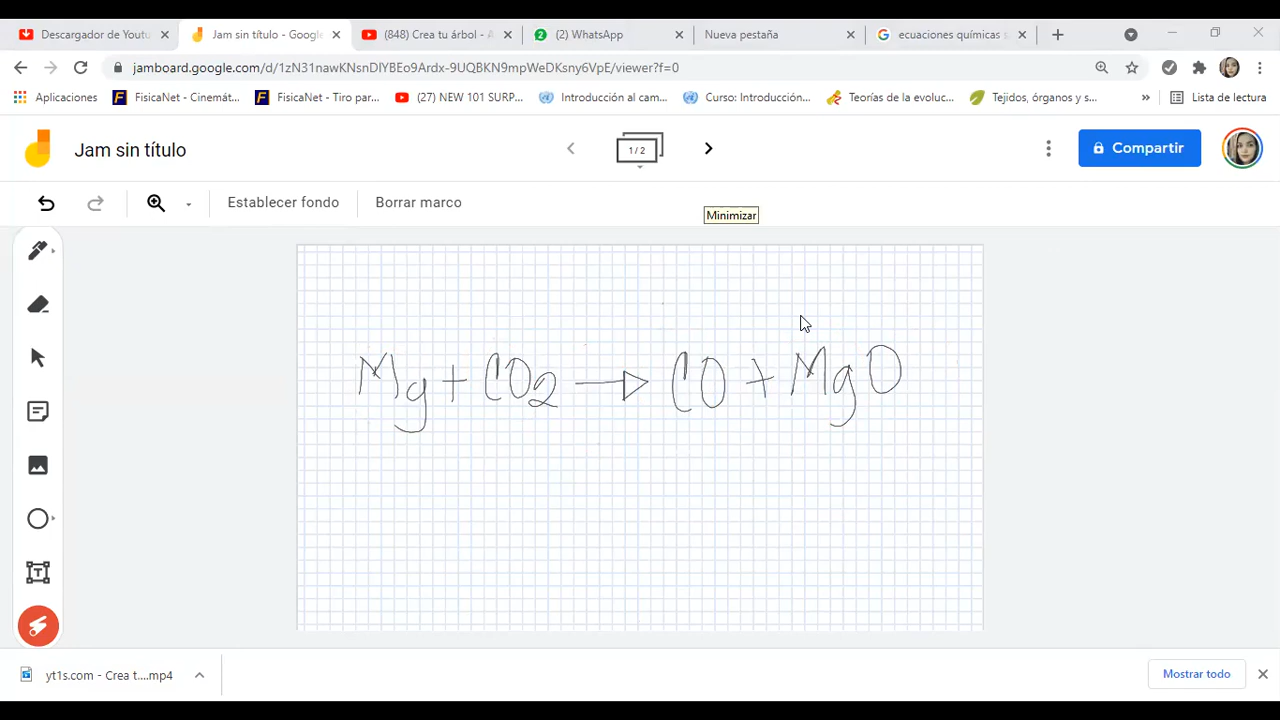 Descargador de Youtu
Jam sin título - Google
(848) Crea tu árbol - A
2
(2) WhatsApp
Nueva pestaña
G
ecuaciones químicas s
jamboard.google.com/d/1zN31nawKNsnDIYBEo9Ardx-9UQBKN9mpWeDKsny6VpE/viewer?f=0
Aplicaciones
F
FisicaNet - Cinemát...
F
FisicaNet - Tiro par...
(27) NEW 101 SURP...
Introducción al cam...
Curso: Introducción...
Teorías de la evoluc...
Tejidos, órganos y s...
»
Lista de lectura
Jam sin título
1 / 2
Compartir
Establecer fondo
Borrar marco
Minimizar
Mg + CO2 → CO + MgO
T
yt1s.com - Crea t....mp4
Mostrar todo